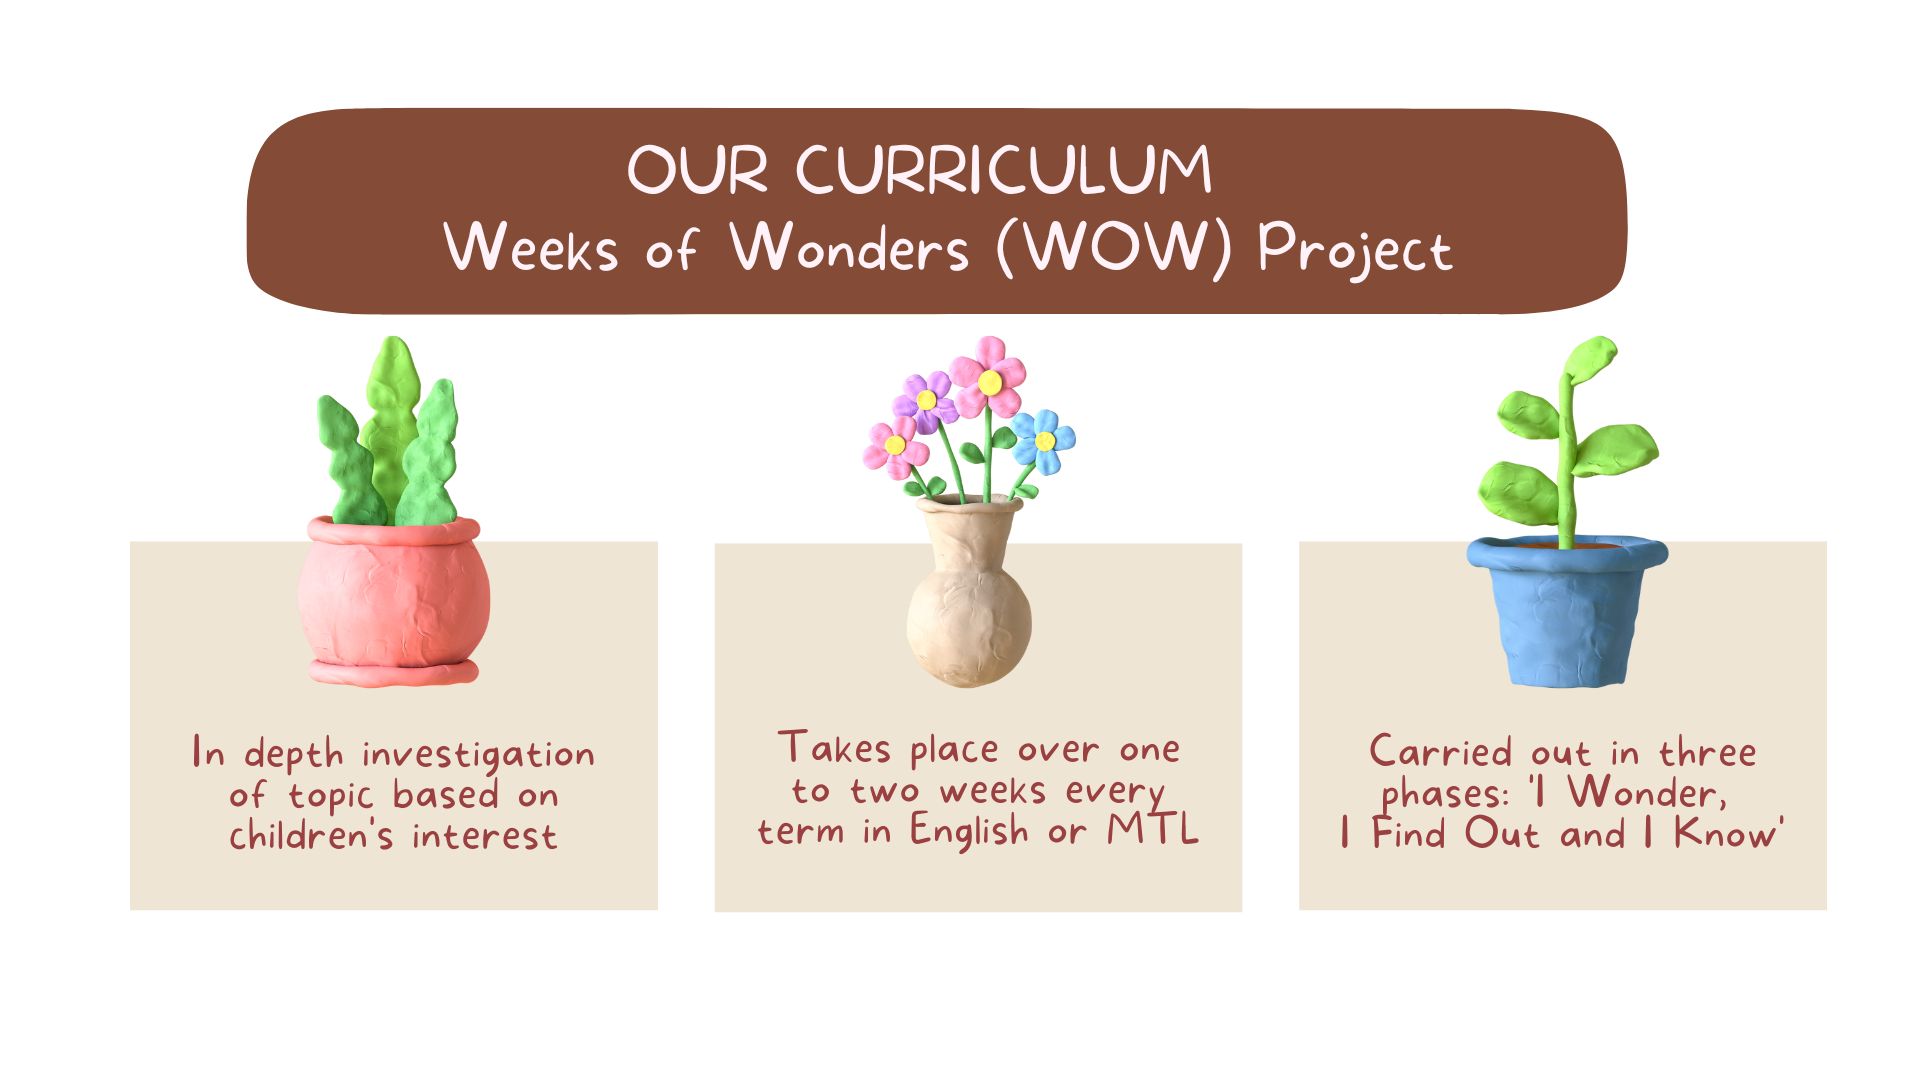 OUR CURRICULUM
Weeks of Wonders (WOW) Project
In depth investigation
of topic based on
children's interest
Takes place over one
to two weeks every
term in English or MTL
Carried out in three
phases: 'I Wonder,
I Find Out and I Know'